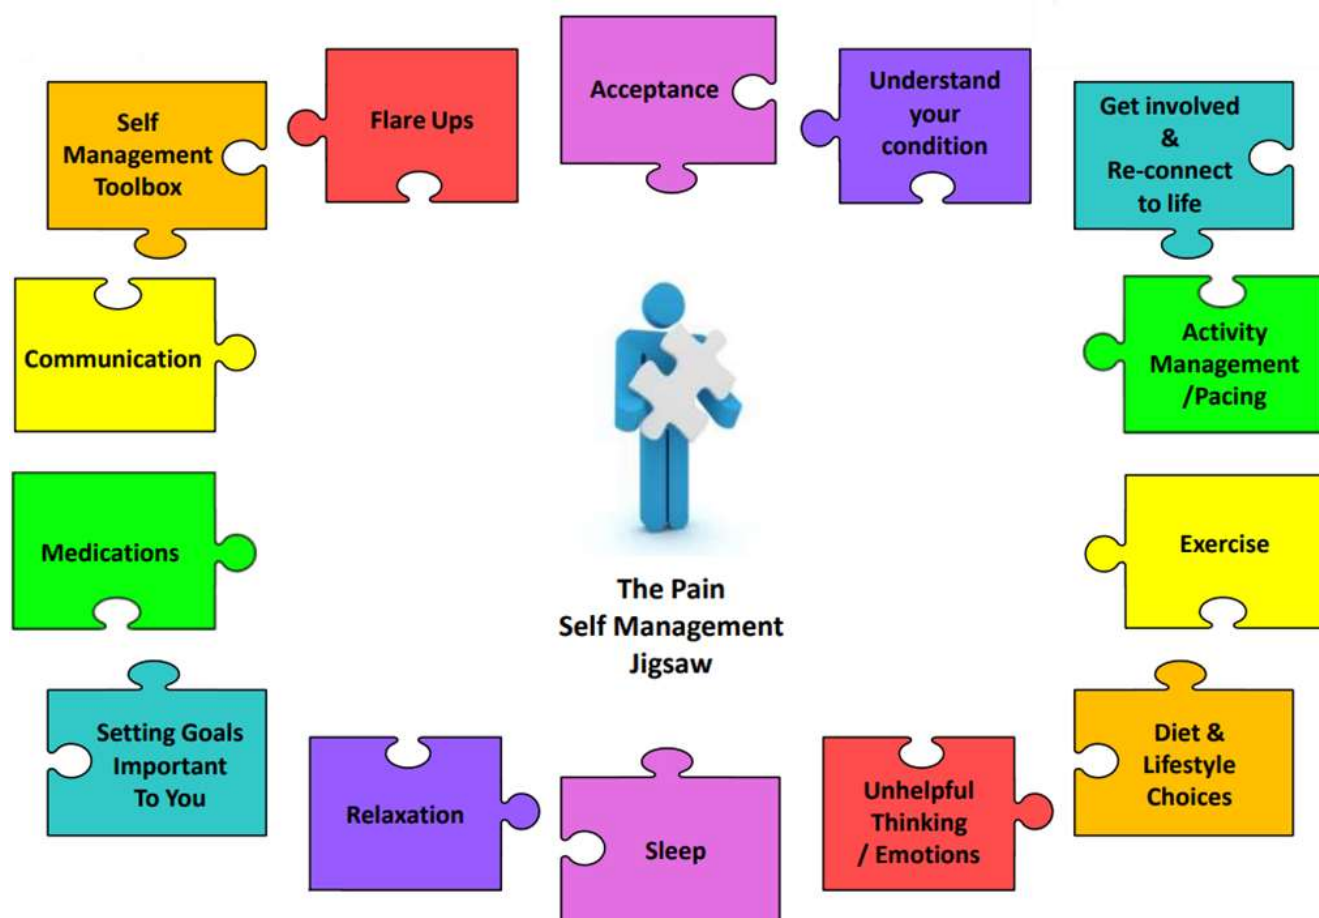 Self
Management
Toolbox
Flare Ups
Acceptance
Understand
your
condition
Get involved
&
Re-connect
to life
Communication
Activity
Management
/Pacing
Medications
Exercise
The Pain
Self Management
Jigsaw
Setting Goals
Important
To You
Relaxation
Sleep
Unhelpful
Thinking
/ Emotions
Diet &
Lifestyle
Choices